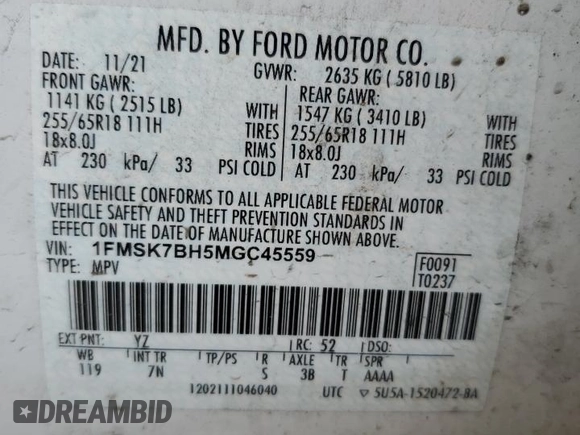 MFD. BY FORD MOTOR CO.
DATE: 11/21 GVWR: 2635 KG ( 5810 LB)
FRONT GAWR: REAR GAWR:
1141 KG ( 2515 LB) WITH 1547 KG ( 3410 LB) WITH
255/65R18 111H TIRES 255/65R18 111H TIRES
18x8.0J RIMS 18x8.0J RIMS
AT 230 kPa/ 33 PSI COLD AT 230 kPa/ 33 PSI COLD
THIS VEHICLE CONFORMS TO ALL APPLICABLE FEDERAL MOTOR
VEHICLE SAFETY AND THEFT PREVENTION STANDARDS IN
EFFECT ON THE DATE OF MANUFACTURE SHOWN ABOVE.
VIN: 1FMSK7BH5MGC45559 F0091
TYPE: MPV T0237
EXT PNT: YZ RC: 52 DSO:
WB INT TR TP/PS R AXLE TR SPR
119 7N S 3B T AAAA
1202111046040 UTC ▽ 5U5A-1520472-BA
DREAMBID